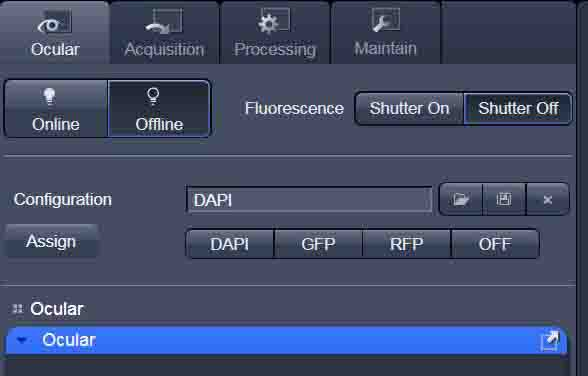 Ocular Acquisition Processing Maintain
Online Offline Fluorescence Shutter On Shutter Off
Configuration DAPI
Assign DAPI GFP RFP OFF
Ocular
Ocular